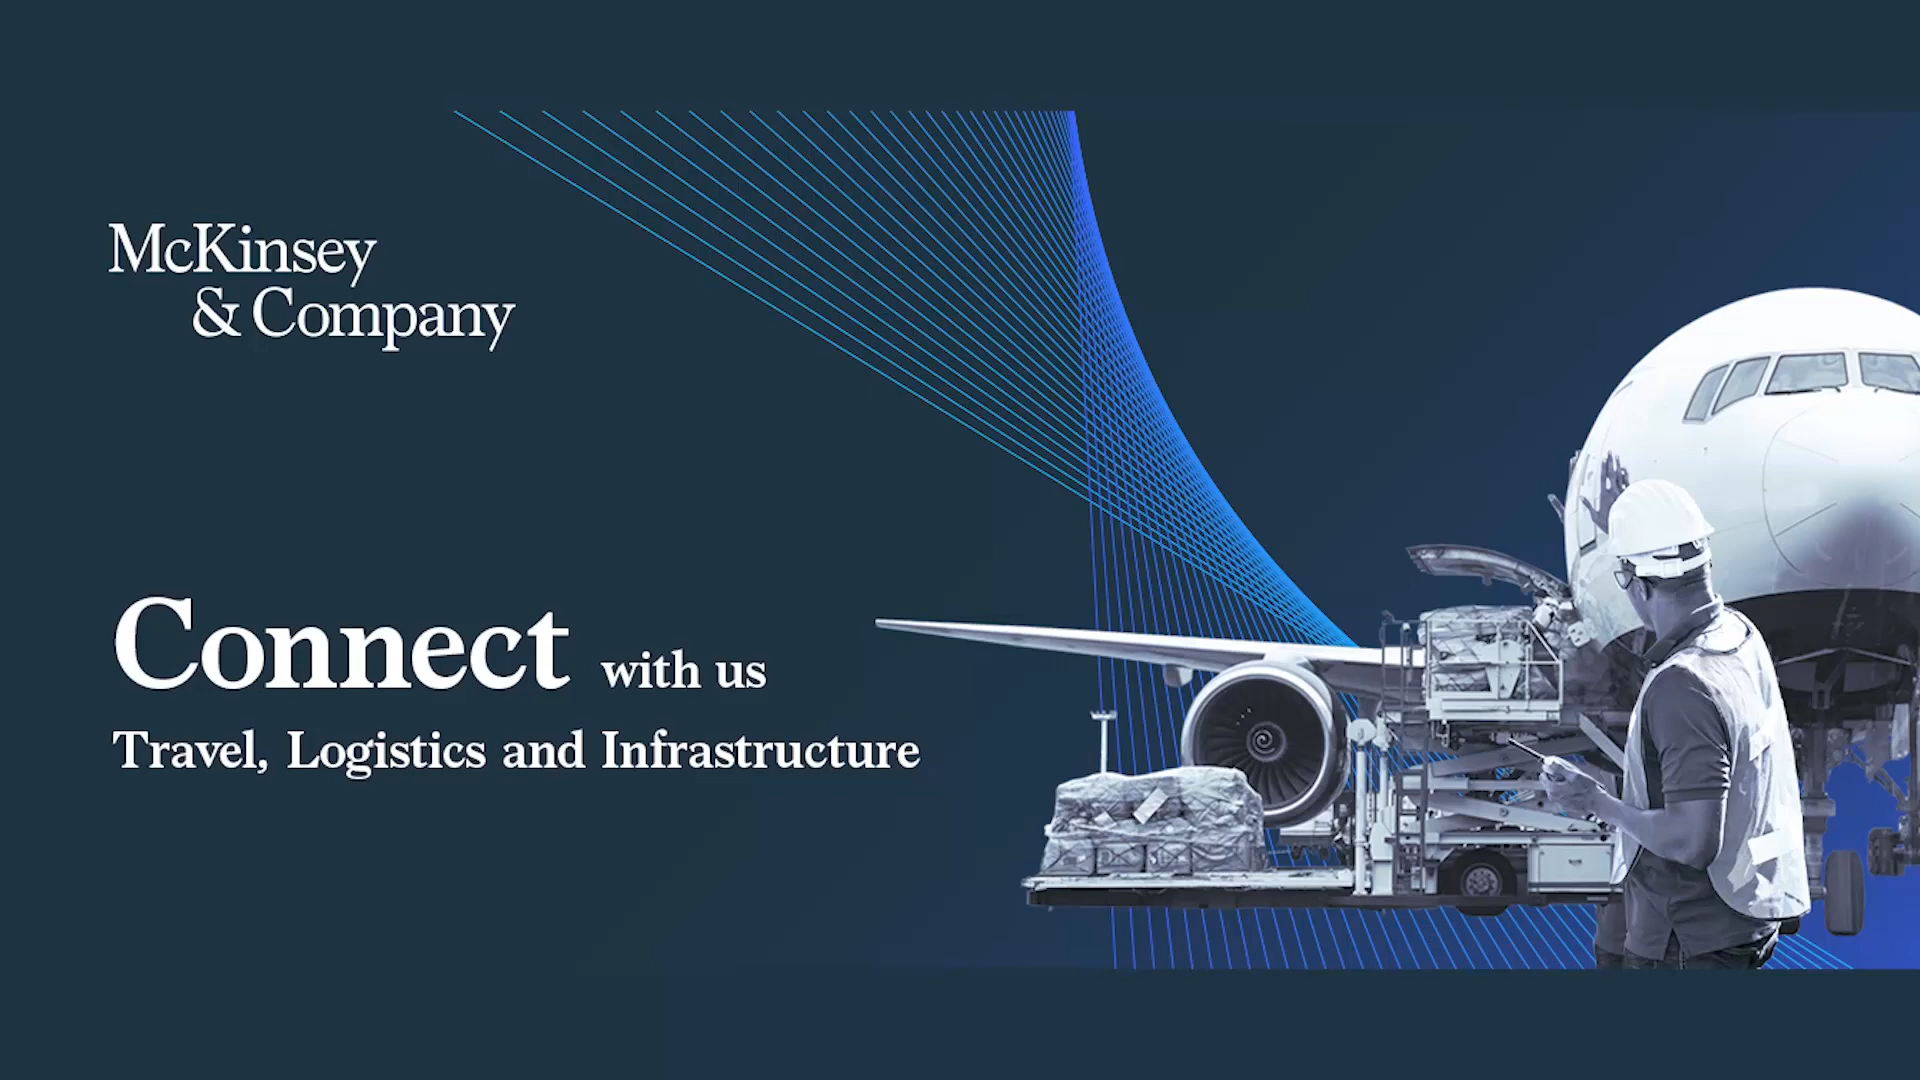 McKinsey
& Company
Connect with us
Travel, Logistics and Infrastructure